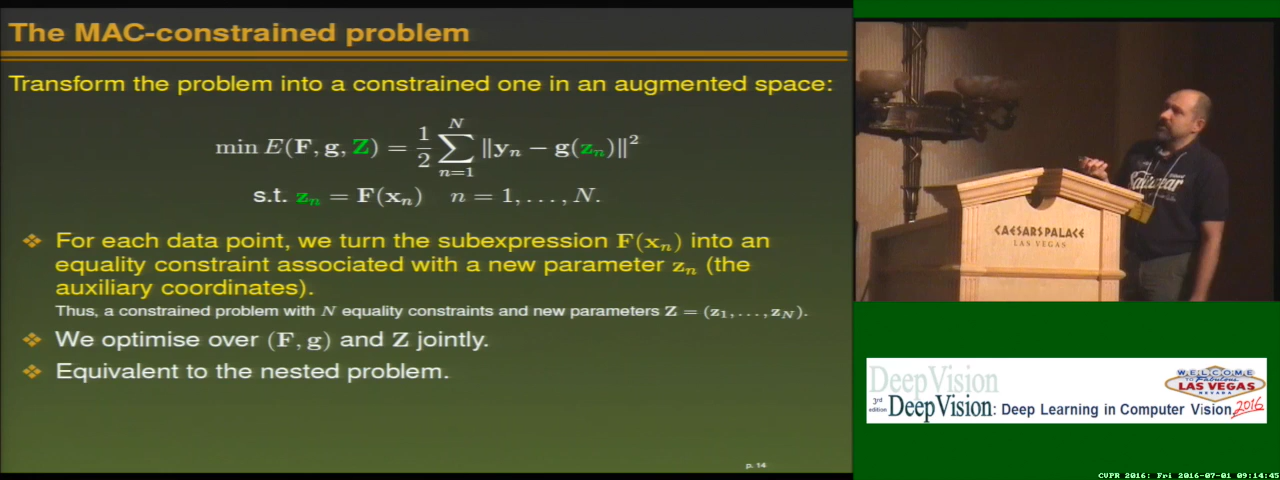 The MAC-constrained problem
Transform the problem into a constrained one in an augmented space:
min E(F, g, Z) = 1/2 ∑_{n=1}^{N} ‖y_n − g(z_n)‖²
s.t. z_n = F(x_n) n = 1, . . . , N.
❖ For each data point, we turn the subexpression F(x_n) into an
equality constraint associated with a new parameter z_n (the
auxiliary coordinates).
Thus, a constrained problem with N equality constraints and new parameters Z = (z_1, . . . , z_N).
❖ We optimise over (F, g) and Z jointly.
❖ Equivalent to the nested problem.
p. 14
CAESARS PALACE
LAS VEGAS
DeepVision
WELCOME
TO Fabulous
LAS VEGAS
NEVADA
3rd
edition
DeepVision: Deep Learning in Computer Vision 2016
CVPR 2016: Fri 2016-07-01 09:14:45